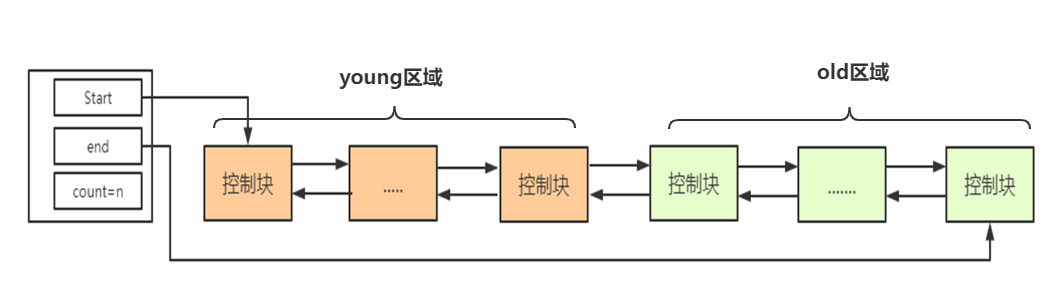 young区域
old区域
Start
end
count=n
控制块
.....
控制块
控制块
.......
控制块